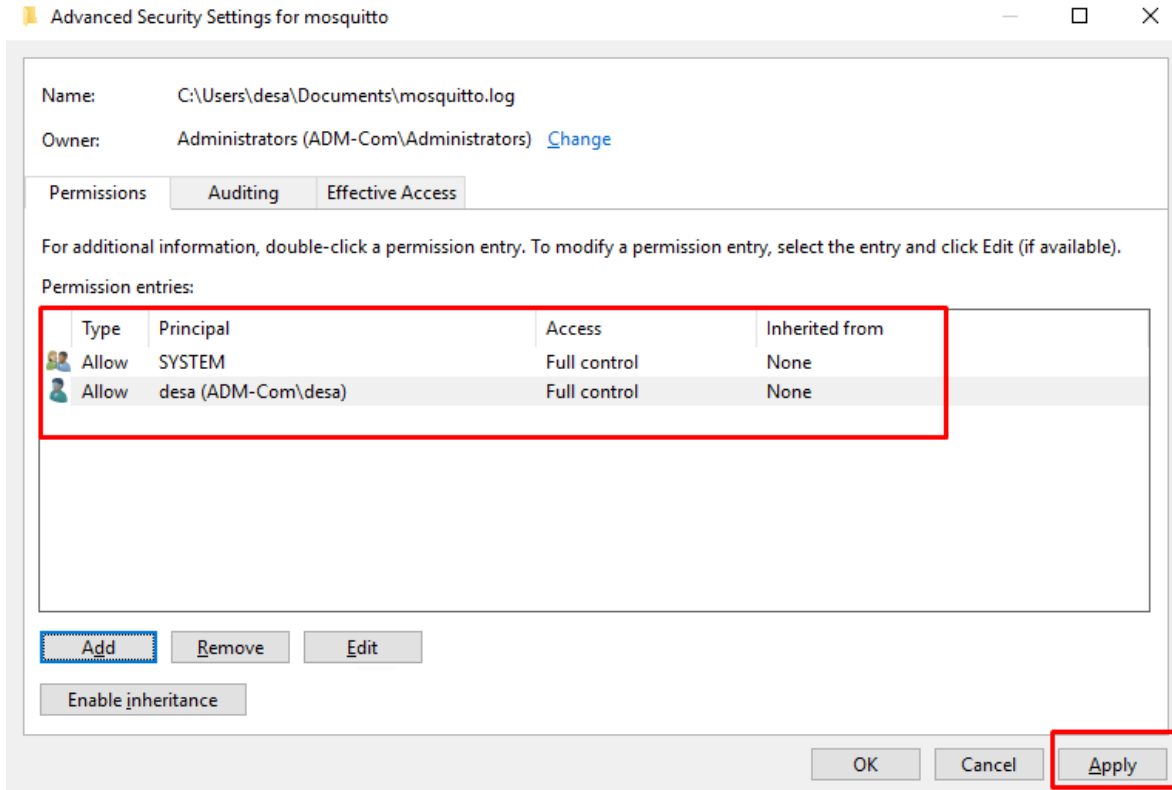 Advanced Security Settings for mosquitto
Name: C:\Users\desa\Documents\mosquitto.log
Owner: Administrators (ADM-Com\Administrators) Change
Permissions Auditing Effective Access
For additional information, double-click a permission entry. To modify a permission entry, select the entry and click Edit (if available).
Permission entries:
Type Principal Access Inherited from
Allow SYSTEM Full control None
Allow desa (ADM-Com\desa) Full control None
Add Remove Edit
Enable inheritance
OK Cancel Apply